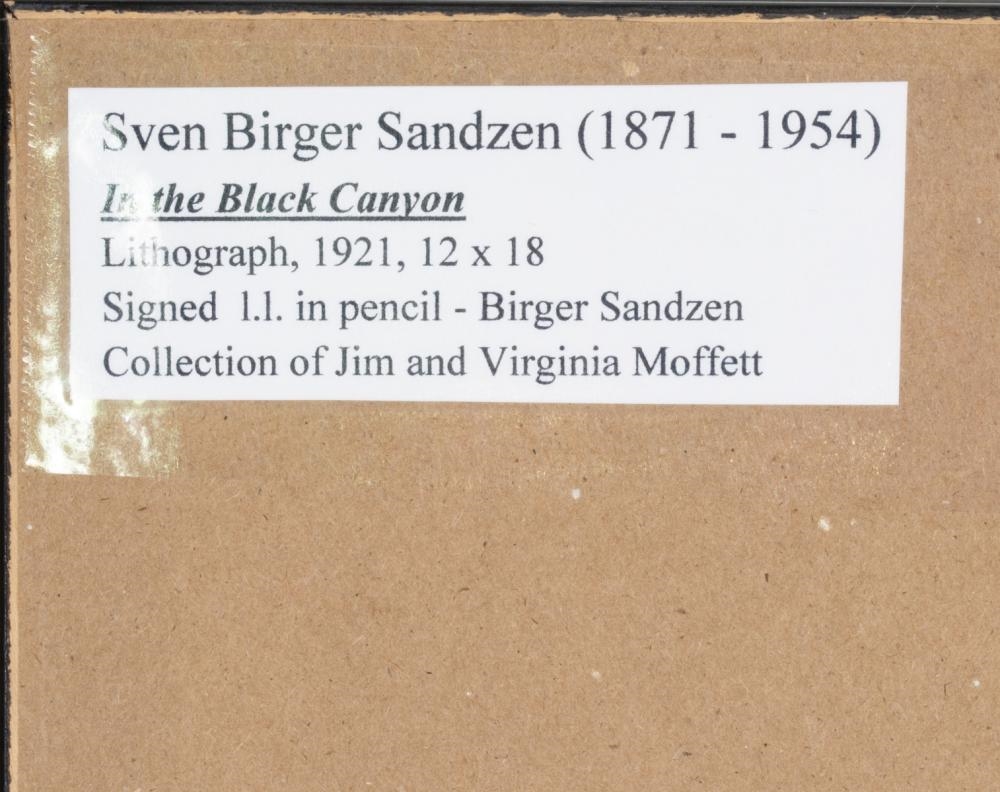 Sven Birger Sandzen (1871 - 1954)
In the Black Canyon
Lithograph, 1921, 12 x 18
Signed l.l. in pencil - Birger Sandzen
Collection of Jim and Virginia Moffett